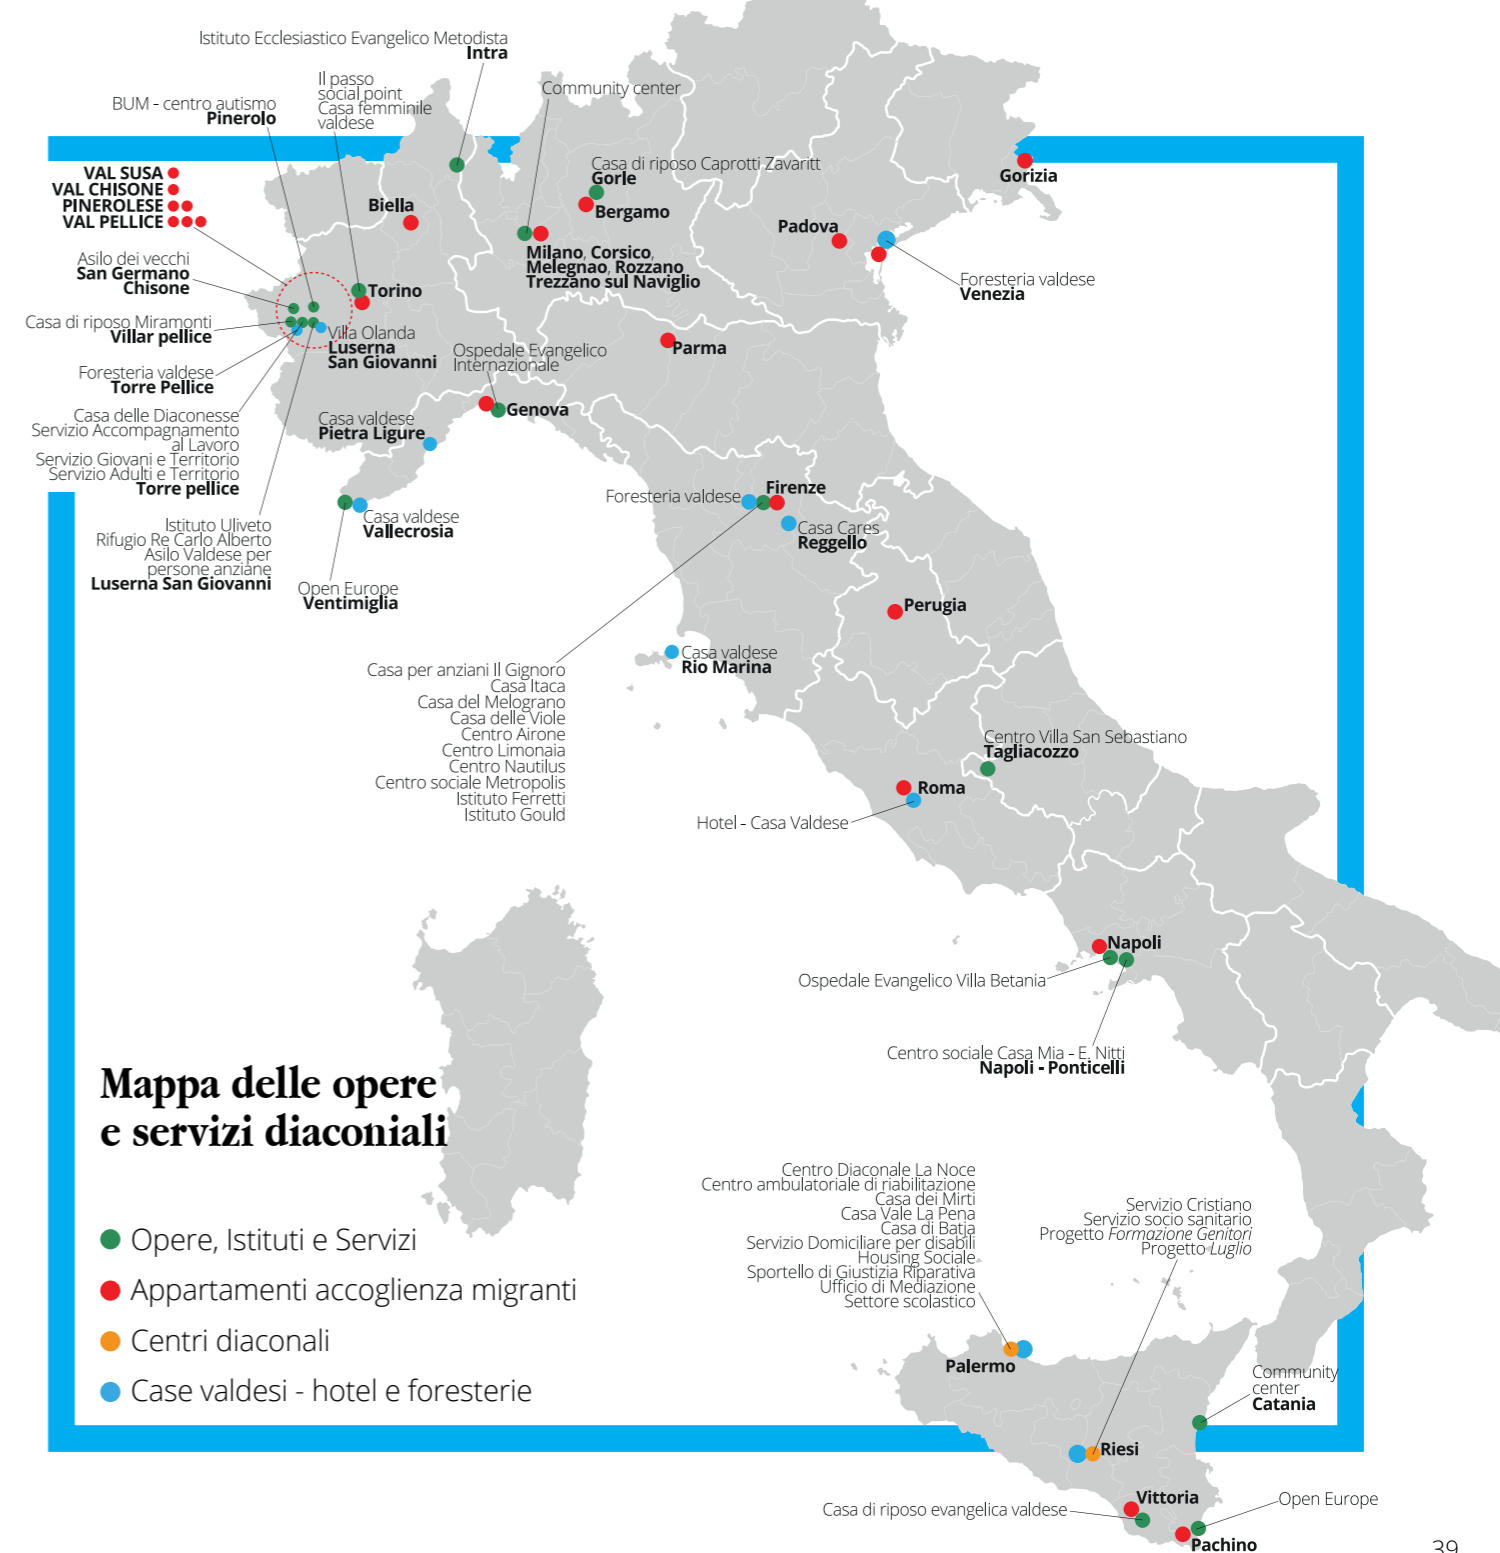 Istituto Ecclesiastico Evangelico Metodista
Intra
Il passo
social point
Casa femminile
valdese
Community center
BUM - centro autismo
Pinerolo
Casa di riposo Caprotti Zavaritt
Gorle
Bergamo
Gorizia
VAL SUSA
VAL CHISONE
PINEROLESE
VAL PELLICE
Biella
Padova
Milano, Corsico,
Melegnao, Rozzano
Trezzano sul Naviglio
Foresteria valdese
Venezia
Asilo dei vecchi
San Germano
Chisone
Torino
Casa di riposo Miramonti
Villar pellice
Villa Olanda
Luserna
San Giovanni
Ospedale Evangelico
Internazionale
Genova
Parma
Foresteria valdese
Torre Pellice
Casa delle Diaconesse
Servizio Accompagnamento
al Lavoro
Servizio Giovani e Territorio
Servizio Adulti e Territorio
Torre pellice
Casa valdese
Pietra Ligure
Istituto Uliveto
Rifugio Re Carlo Alberto
Asilo Valdese per
persone anziane
Luserna San Giovanni
Casa valdese
Vallecrosia
Open Europe
Ventimiglia
Foresteria valdese
Firenze
Casa Cares
Reggello
Perugia
Casa valdese
Rio Marina
Casa per anziani Il Gignoro
Casa Itaca
Casa del Melograno
Casa delle Viole
Centro Airone
Centro Limonaia
Centro Nautilus
Centro sociale Metropolis
Istituto Ferretti
Istituto Gould
Centro Villa San Sebastiano
Tagliacozzo
Roma
Hotel - Casa Valdese
Napoli
Ospedale Evangelico Villa Betania
Centro sociale Casa Mia - E. Nitti
Napoli - Ponticelli
Mappa delle opere
e servizi diaconiali
Opere, Istituti e Servizi
Appartamenti accoglienza migranti
Centri diaconali
Case valdesi - hotel e foresterie
Centro Diaconale La Noce
Centro ambulatoriale di riabilitazione
Casa dei Mirti
Casa Vale La Pena
Casa di Batja
Servizio Domiciliare per disabili
Housing Sociale
Sportello di Giustizia Riparativa
Ufficio di Mediazione
Settore scolastico
Palermo
Servizio Cristiano
Servizio socio sanitario
Progetto Formazione Genitori
Progetto Luglio
Riesi
Community
center
Catania
Casa di riposo evangelica valdese
Vittoria
Open Europe
Pachino
39